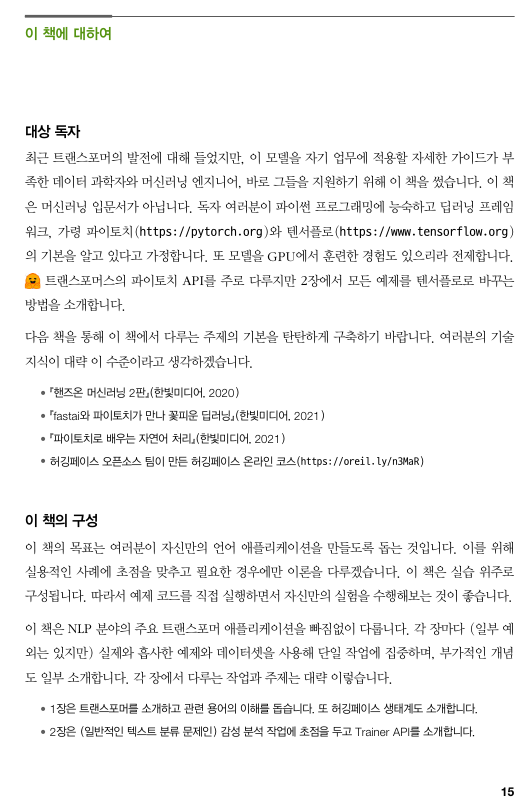 이 책에 대하여
대상 독자
최근 트랜스포머의 발전에 대해 들었지만, 이 모델을 자기 업무에 적용할 자세한 가이드가 부
족한 데이터 과학자와 머신러닝 엔지니어, 바로 그들을 지원하기 위해 이 책을 썼습니다. 이 책
은 머신러닝 입문서가 아닙니다. 독자 여러분이 파이썬 프로그래밍에 능숙하고 딥러닝 프레임
워크, 가령 파이토치(https://pytorch.org)와 텐서플로(https://www.tensorflow.org)
의 기본을 알고 있다고 가정합니다. 또 모델을 GPU에서 훈련한 경험도 있으리라 전제합니다.
🤗 트랜스포머스의 파이토치 API를 주로 다루지만 2장에서 모든 예제를 텐서플로로 바꾸는
방법을 소개합니다.
다음 책을 통해 이 책에서 다루는 주제의 기본을 탄탄하게 구축하기 바랍니다. 여러분의 기술
지식이 대략 이 수준이라고 생각하겠습니다.
• 『핸즈온 머신러닝 2판』(한빛미디어, 2020)
• 『fastai와 파이토치가 만나 꽃피운 딥러닝』(한빛미디어, 2021)
• 『파이토치로 배우는 자연어 처리』(한빛미디어, 2021)
• 허깅페이스 오픈소스 팀이 만든 허깅페이스 온라인 코스(https://oreil.ly/n3MaR)
이 책의 구성
이 책의 목표는 여러분이 자신만의 언어 애플리케이션을 만들도록 돕는 것입니다. 이를 위해
실용적인 사례에 초점을 맞추고 필요한 경우에만 이론을 다루겠습니다. 이 책은 실습 위주로
구성됩니다. 따라서 예제 코드를 직접 실행하면서 자신만의 실험을 수행해보는 것이 좋습니다.
이 책은 NLP 분야의 주요 트랜스포머 애플리케이션을 빠짐없이 다룹니다. 각 장마다 (일부 예
외는 있지만) 실제와 흡사한 예제와 데이터셋을 사용해 단일 작업에 집중하며, 부가적인 개념
도 일부 소개합니다. 각 장에서 다루는 작업과 주제는 대략 이렇습니다.
• 1장은 트랜스포머를 소개하고 관련 용어의 이해를 돕습니다. 또 허깅페이스 생태계도 소개합니다.
• 2장은 (일반적인 텍스트 분류 문제인) 감성 분석 작업에 초점을 두고 Trainer API를 소개합니다.
15